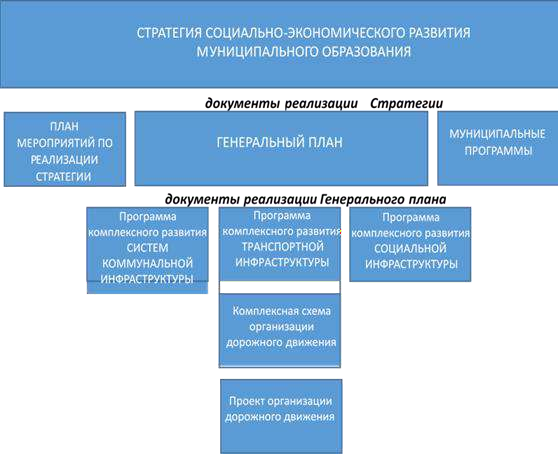 СТРАТЕГИЯ СОЦИАЛЬНО-ЭКОНОМИЧЕСКОГО РАЗВИТИЯ
МУНИЦИПАЛЬНОГО ОБРАЗОВАНИЯ
документы реализации Стратегии
ПЛАН
МЕРОПРИЯТИЙ ПО
РЕАЛИЗАЦИИ
СТРАТЕГИИ
ГЕНЕРАЛЬНЫЙ ПЛАН
МУНИЦИПАЛЬНЫЕ
ПРОГРАММЫ
документы реализации Генерального плана
Программа
комплексного развития
СИСТЕМ
КОММУНАЛЬНОЙ
ИНФРАСТРУКТУРЫ
Программа
комплексного развития
ТРАНСПОРТНОЙ
ИНФРАСТРУКТУРЫ
Программа
комплексного развития
СОЦИАЛЬНОЙ
ИНФРАСТРУКТУРЫ
Комплексная схема
организации
дорожного движения
Проект организации
дорожного движения